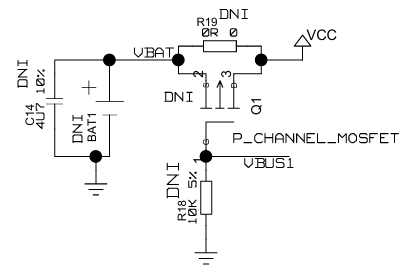 DNI
R19
0R 0
VCC
VBAT
DNI
10%
C14
4U7
DNI
BAT1
2
3
S
D
DNI
Q1
P_CHANNEL_MOSFET
G
1
VBUS1
DNI
5%
R18
10K